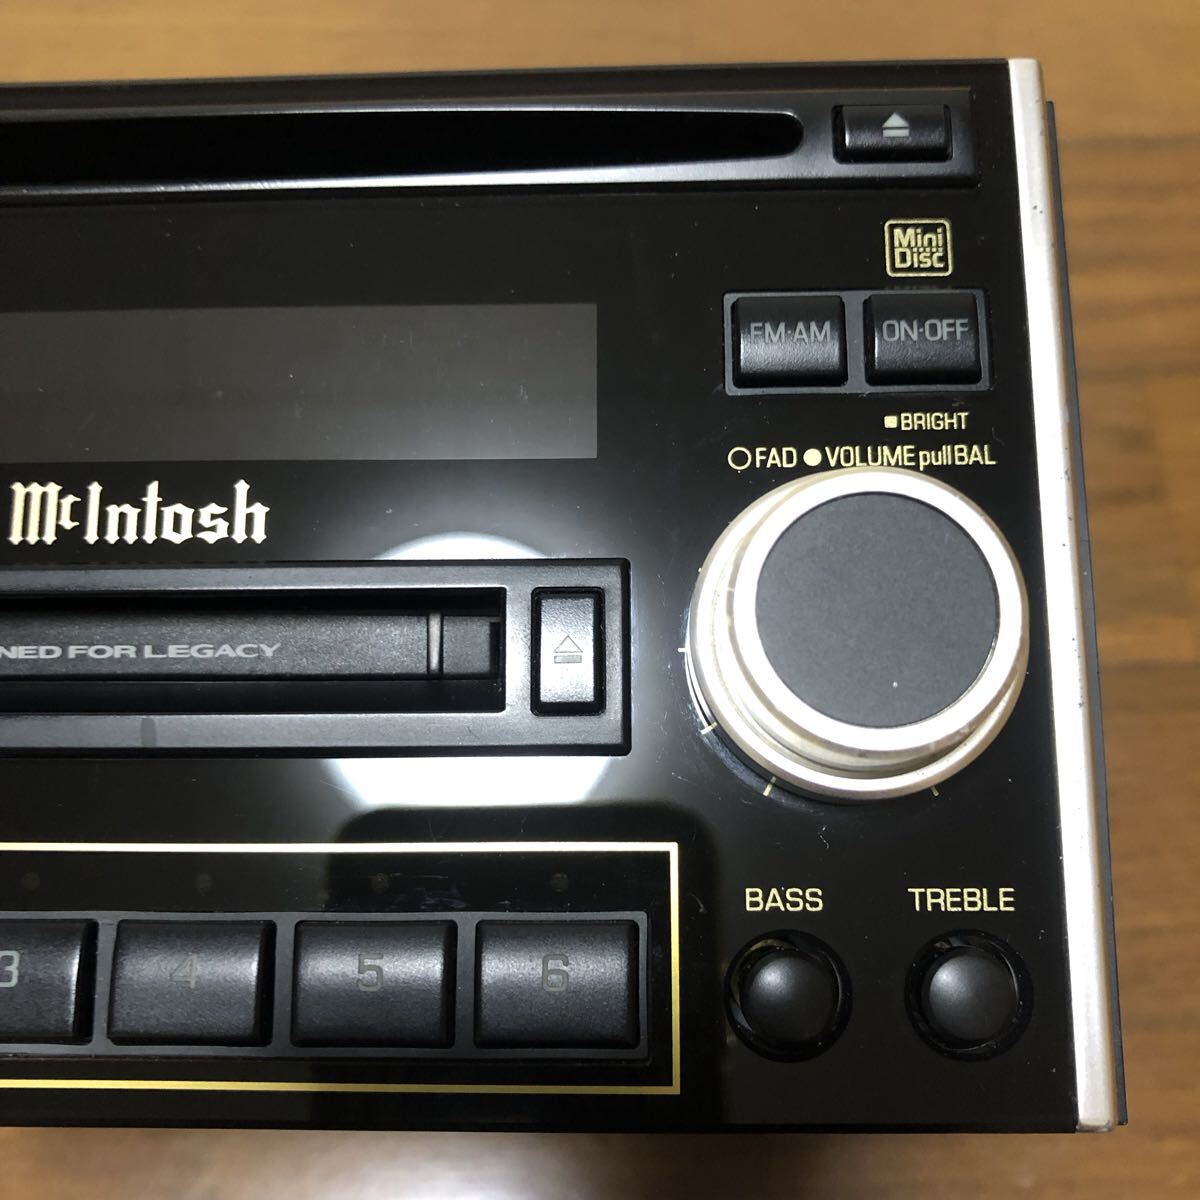 Mini
Disc
FM·AM ON·OFF
BRIGHT
FAD VOLUME pull BAL
McIntosh
NED FOR LEGACY
BASS TREBLE
3 4 5 6